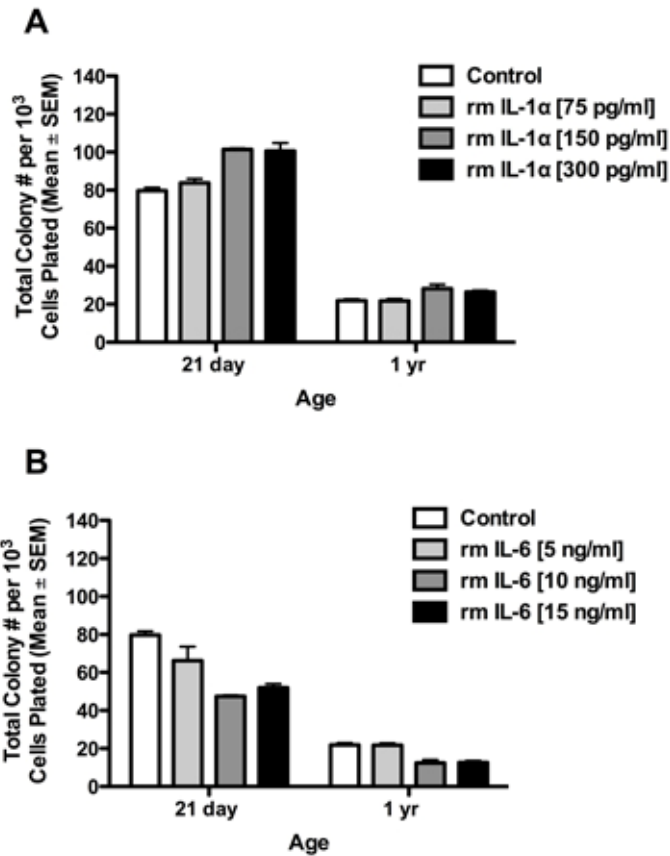 A
Total Colony # per 10³
Cells Plated (Mean ± SEM)
140
120
100
80
60
40
20
0
21 day
1 yr
Age
Control
rm IL-1α [75 pg/ml]
rm IL-1α [150 pg/ml]
rm IL-1α [300 pg/ml]
B
Total Colony # per 10³
Cells Plated (Mean ± SEM)
140
120
100
80
60
40
20
0
21 day
1 yr
Age
Control
rm IL-6 [5 ng/ml]
rm IL-6 [10 ng/ml]
rm IL-6 [15 ng/ml]